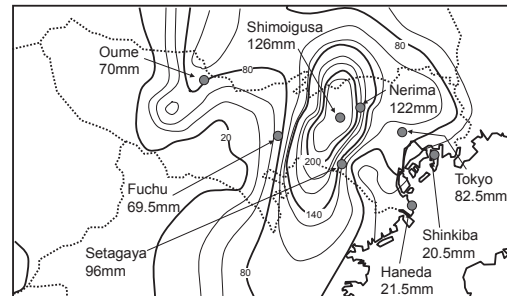 Shimoigusa
126mm
Oume
70mm
80
80
Nerima
122mm
20
200
Fuchu
69.5mm
Tokyo
82.5mm
140
Setagaya
96mm
Shinkiba
20.5mm
80
Haneda
21.5mm